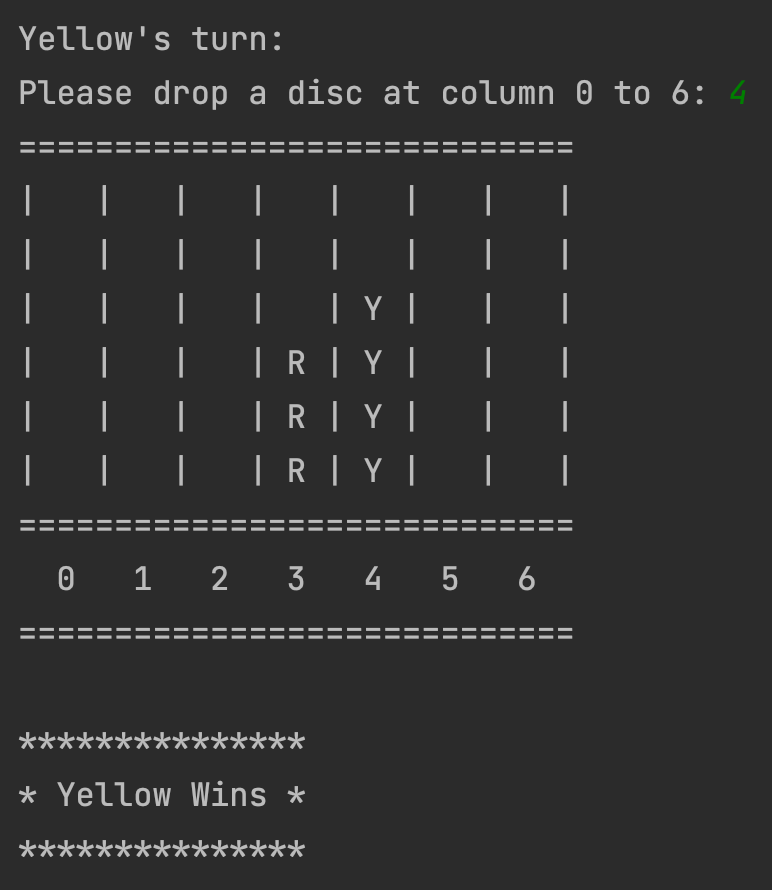 Yellow's turn:
Please drop a disc at column 0 to 6: 4
=============================
|   |   |   |   |   |   |   |
|   |   |   |   |   |   |   |
|   |   |   |   | Y |   |   |
|   |   |   | R | Y |   |   |
|   |   |   | R | Y |   |   |
|   |   |   | R | Y |   |   |
=============================
  0   1   2   3   4   5   6
=============================
***************
* Yellow Wins *
***************